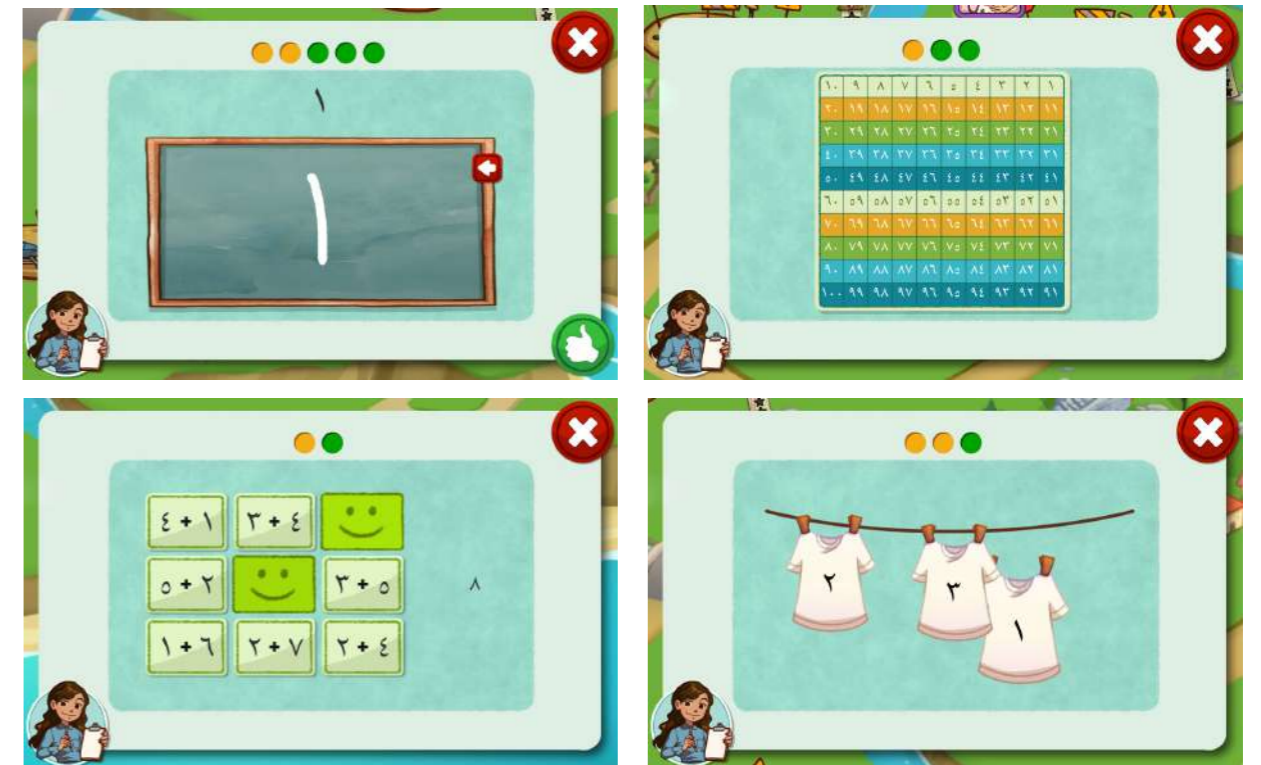 ١
١
١ ٢ ٣ ٤ ٥ ٦ ٧ ٨ ٩ ١٠
١١ ١٢ ١٣ ١٤ ١٥ ١٦ ١٧ ١٨ ١٩ ٢٠
٢١ ٢٢ ٢٣ ٢٤ ٢٥ ٢٦ ٢٧ ٢٨ ٢٩ ٣٠
٣١ ٣٢ ٣٣ ٣٤ ٣٥ ٣٦ ٣٧ ٣٨ ٣٩ ٤٠
٤١ ٤٢ ٤٣ ٤٤ ٤٥ ٤٦ ٤٧ ٤٨ ٤٩ ٥٠
٥١ ٥٢ ٥٣ ٥٤ ٥٥ ٥٦ ٥٧ ٥٨ ٥٩ ٦٠
٦١ ٦٢ ٦٣ ٦٤ ٦٥ ٦٦ ٦٧ ٦٨ ٦٩ ٧٠
٧١ ٧٢ ٧٣ ٧٤ ٧٥ ٧٦ ٧٧ ٧٨ ٧٩ ٨٠
٨١ ٨٢ ٨٣ ٨٤ ٨٥ ٨٦ ٨٧ ٨٨ ٨٩ ٩٠
٩١ ٩٢ ٩٣ ٩٤ ٩٥ ٩٦ ٩٧ ٩٨ ٩٩ ١٠٠
٤ + ٣ ١ + ٤
٨ ٥ + ٣ ٢ + ٥
٤ + ٢ ٧ + ٢ ٦ + ١
١ ٣ ٢